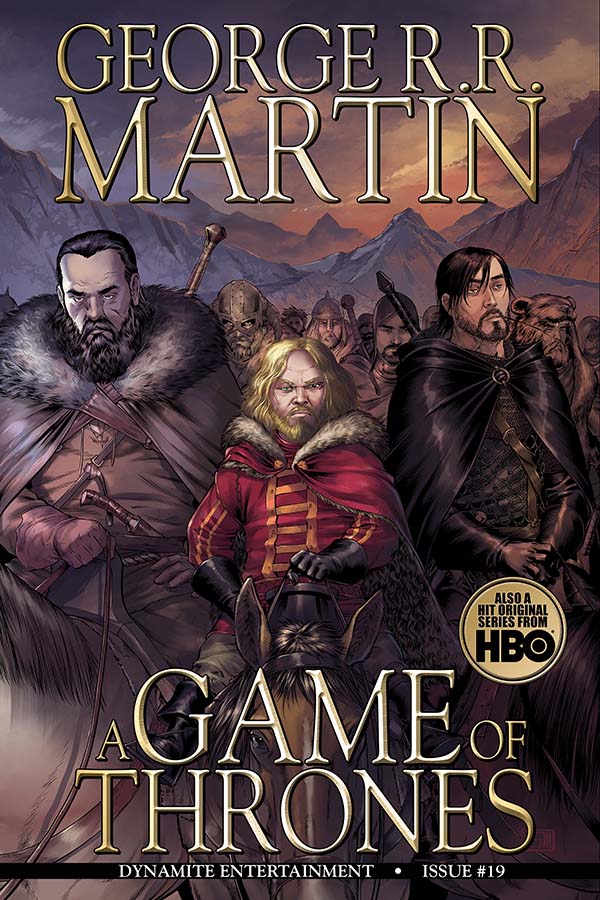 GEORGE R.R.
MARTIN
ALSO A
HIT ORIGINAL
SERIES FROM
HBO
A GAME OF
THRONES
DYNAMITE ENTERTAINMENT • ISSUE #19